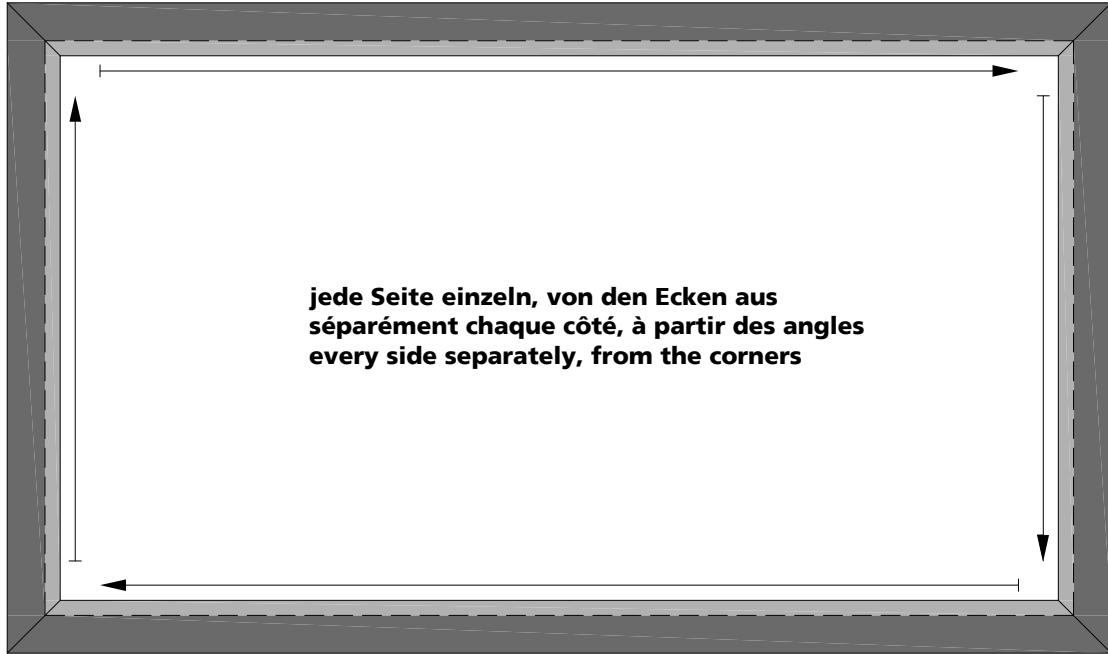 jede Seite einzeln, von den Ecken aus
séparément chaque côté, à partir des angles
every side separately, from the corners